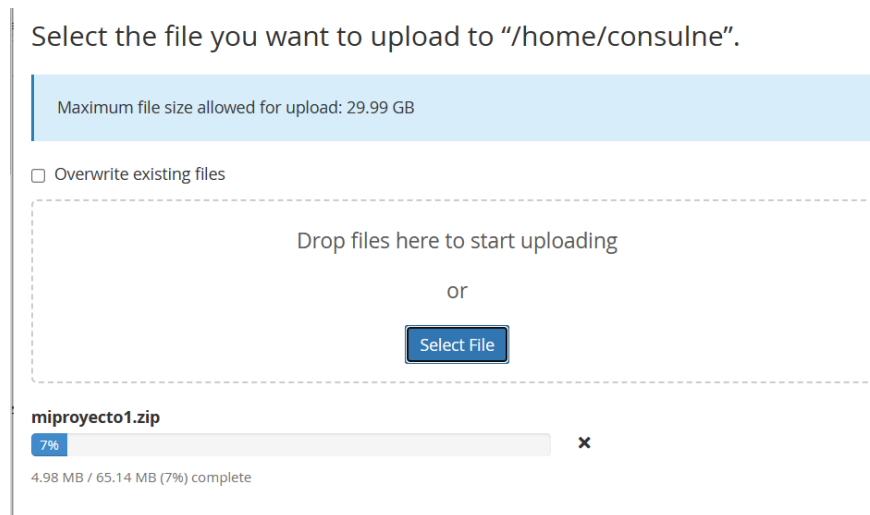 Select the file you want to upload to “/home/consulne”.
Maximum file size allowed for upload: 29.99 GB
Overwrite existing files
Drop files here to start uploading
or
Select File
miproyecto1.zip
7%
4.98 MB / 65.14 MB (7%) complete